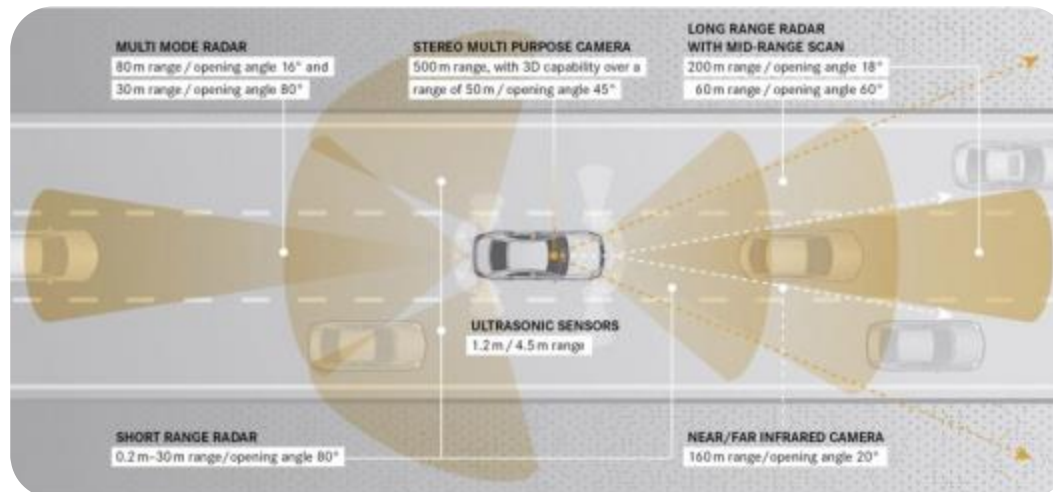 MULTI MODE RADAR
80 m range / opening angle 16° and
30 m range / opening angle 80°
STEREO MULTI PURPOSE CAMERA
500 m range, with 3D capability over a
range of 50 m / opening angle 45°
LONG RANGE RADAR
WITH MID-RANGE SCAN
200 m range / opening angle 18°
60 m range / opening angle 60°
ULTRASONIC SENSORS
1.2 m / 4.5 m range
SHORT RANGE RADAR
0.2 m–30 m range/opening angle 80°
NEAR/FAR INFRARED CAMERA
160 m range/opening angle 20°